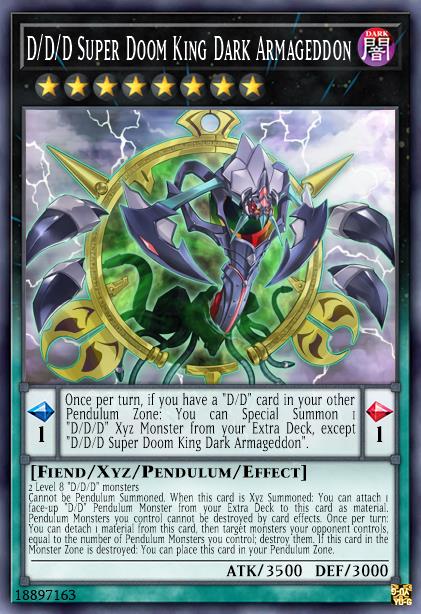 D/D/D Super Doom King Dark Armageddon
DARK
闇
Once per turn, if you have a "D/D" card in your other
Pendulum Zone: You can Special Summon 1
"D/D/D" Xyz Monster from your Extra Deck, except
"D/D/D Super Doom King Dark Armageddon".
1
1
[Fiend/Xyz/Pendulum/Effect]
2 Level 8 "D/D/D" monsters
Cannot be Pendulum Summoned. When this card is Xyz Summoned: You can attach 1
face-up "D/D" Pendulum Monster from your Extra Deck to this card as material.
Pendulum Monsters you control cannot be destroyed by card effects. Once per turn:
You can detach 1 material from this card, then target monsters your opponent controls,
equal to the number of Pendulum Monsters you control; destroy them. If this card in the
Monster Zone is destroyed: You can place this card in your Pendulum Zone.
ATK/3500 DEF/3000
18897163